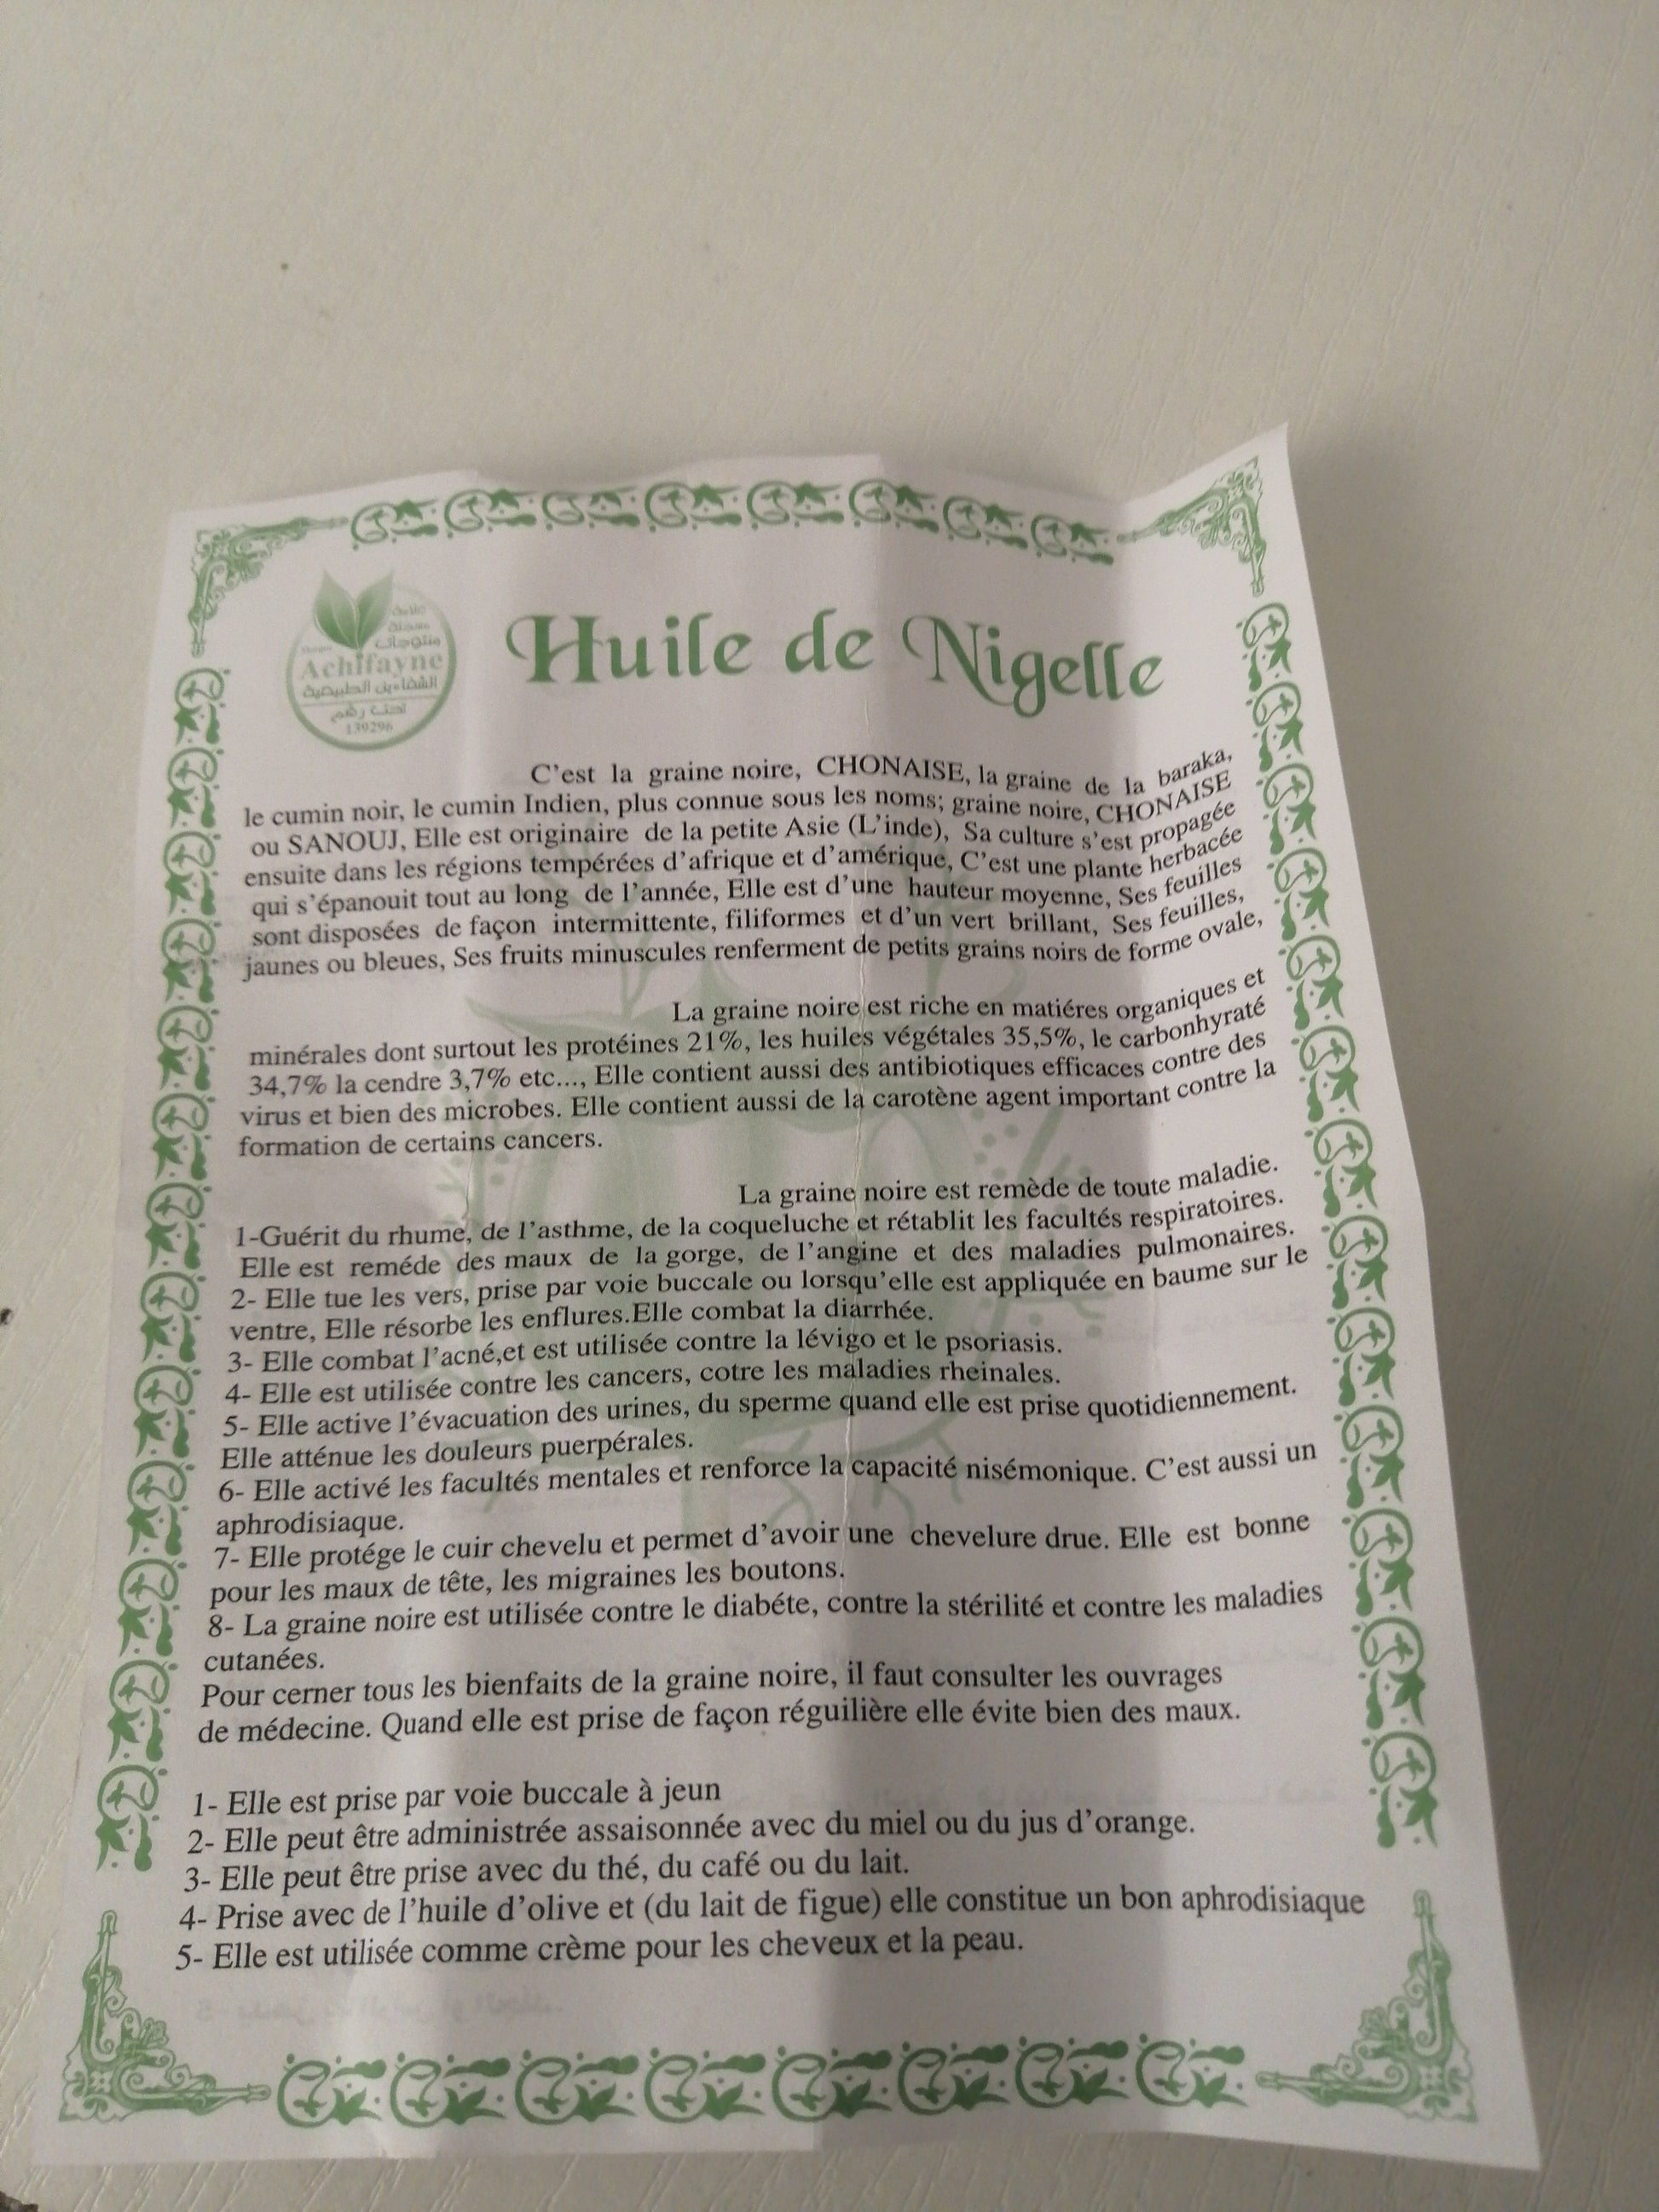 علامة
مسجلة
منتوجات
Achifayne
الشفاءين الطبيعية
تحت رقم
139296
Huile de Nigelle
C'est la graine noire, CHONAISE, la graine de la baraka,
le cumin noir, le cumin Indien, plus connue sous les noms; graine noire, CHONAISE
ou SANOUJ, Elle est originaire de la petite Asie (L'inde), Sa culture s'est propagée
ensuite dans les régions tempérées d'afrique et d'amérique, C'est une plante herbacée
qui s'épanouit tout au long de l'année, Elle est d'une hauteur moyenne, Ses feuilles
sont disposées de façon intermittente, filiformes et d'un vert brillant, Ses feuilles,
jaunes ou bleues, Ses fruits minuscules renferment de petits grains noirs de forme ovale,
La graine noire est riche en matiéres organiques et
minérales dont surtout les protéines 21%, les huiles végétales 35,5%, le carbonhyraté
34,7% la cendre 3,7% etc..., Elle contient aussi des antibiotiques efficaces contre des
virus et bien des microbes. Elle contient aussi de la carotène agent important contre la
formation de certains cancers.
La graine noire est remède de toute maladie.
1-Guérit du rhume, de l'asthme, de la coqueluche et rétablit les facultés respiratoires.
Elle est reméde des maux de la gorge, de l'angine et des maladies pulmonaires.
2- Elle tue les vers, prise par voie buccale ou lorsqu'elle est appliquée en baume sur le
ventre, Elle résorbe les enflures.Elle combat la diarrhée.
3- Elle combat l'acné,et est utilisée contre la lévigo et le psoriasis.
4- Elle est utilisée contre les cancers, cotre les maladies rheinales.
5- Elle active l'évacuation des urines, du sperme quand elle est prise quotidiennement.
Elle atténue les douleurs puerpérales.
6- Elle activé les facultés mentales et renforce la capacité nisémonique. C'est aussi un
aphrodisiaque.
7- Elle protége le cuir chevelu et permet d'avoir une chevelure drue. Elle est bonne
pour les maux de tête, les migraines les boutons.
8- La graine noire est utilisée contre le diabéte, contre la stérilité et contre les maladies
cutanées.
Pour cerner tous les bienfaits de la graine noire, il faut consulter les ouvrages
de médecine. Quand elle est prise de façon réguilière elle évite bien des maux.
1- Elle est prise par voie buccale à jeun
2- Elle peut être administrée assaisonnée avec du miel ou du jus d'orange.
3- Elle peut être prise avec du thé, du café ou du lait.
4- Prise avec de l'huile d'olive et (du lait de figue) elle constitue un bon aphrodisiaque
5- Elle est utilisée comme crème pour les cheveux et la peau.